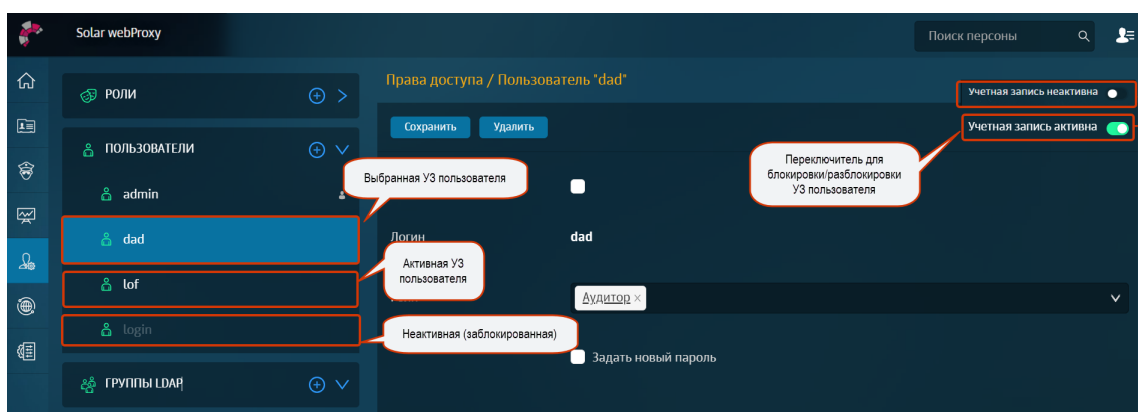 Solar webProxy
Поиск персоны
РОЛИ
ПОЛЬЗОВАТЕЛИ
admin
dad
lof
login
ГРУППЫ LDAP
Права доступа / Пользователь "dad"
Учетная запись неактивна
Сохранить Удалить
Учетная запись активна
Выбранная УЗ пользователя
Переключитель для
блокировки/разблокировки
УЗ пользователя
Логин dad
Активная УЗ
пользователя
Аудитор ×
Неактивная (заблокированная)
Задать новый пароль